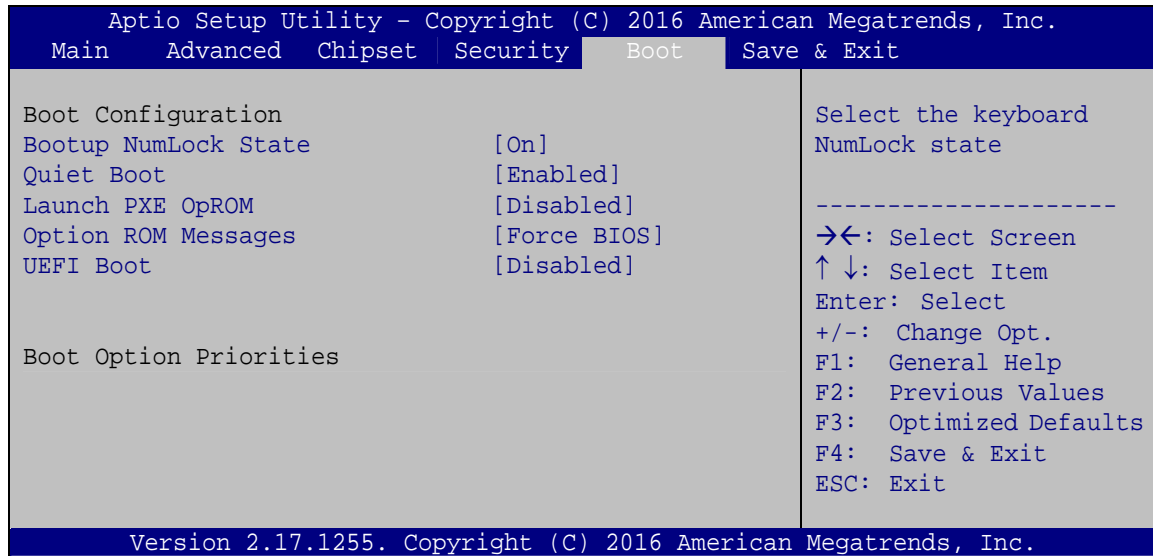 Aptio Setup Utility – Copyright (C) 2016 American Megatrends, Inc.
Main Advanced Chipset Security Boot Save & Exit
Boot Configuration
Bootup NumLock State [On]
Quiet Boot [Enabled]
Launch PXE OpROM [Disabled]
Option ROM Messages [Force BIOS]
UEFI Boot [Disabled]
Boot Option Priorities
Select the keyboard
NumLock state
---------------------
→←: Select Screen
↑ ↓: Select Item
Enter: Select
+/-: Change Opt.
F1: General Help
F2: Previous Values
F3: Optimized Defaults
F4: Save & Exit
ESC: Exit
Version 2.17.1255. Copyright (C) 2016 American Megatrends, Inc.